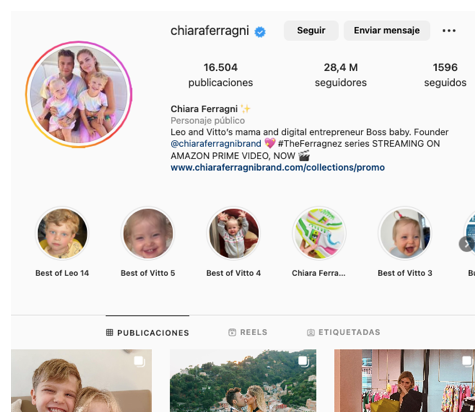 chiaraferragni Seguir Enviar mensaje
16.504 28,4 M 1596
publicaciones seguidores seguidos
Chiara Ferragni ✨
Personaje público
Leo and Vitto's mama and digital entrepreneur Boss baby. Founder
@chiaraferragnibrand 💘 #TheFerragnez series STREAMING ON
AMAZON PRIME VIDEO, NOW 🎬
www.chiaraferragnibrand.com/collections/promo
Best of Leo 14 Best of Vitto 5 Best of Vitto 4 Chiara Ferra... Best of Vitto 3
PUBLICACIONES REELS ETIQUETADAS